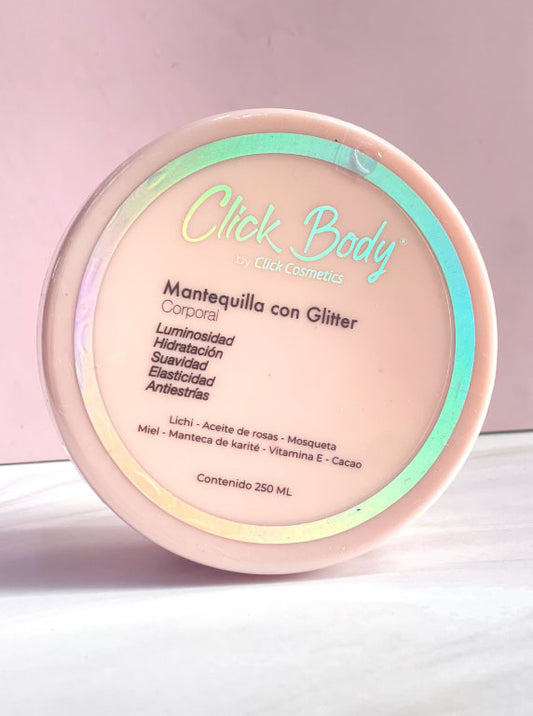 Click Body®
by Click Cosmetics
Mantequilla con Glitter
Corporal
Luminosidad
Hidratación
Suavidad
Elasticidad
Antiestrías
Lichi - Aceite de rosas - Mosqueta
Miel - Manteca de karité - Vitamina E - Cacao
Contenido 250 ML